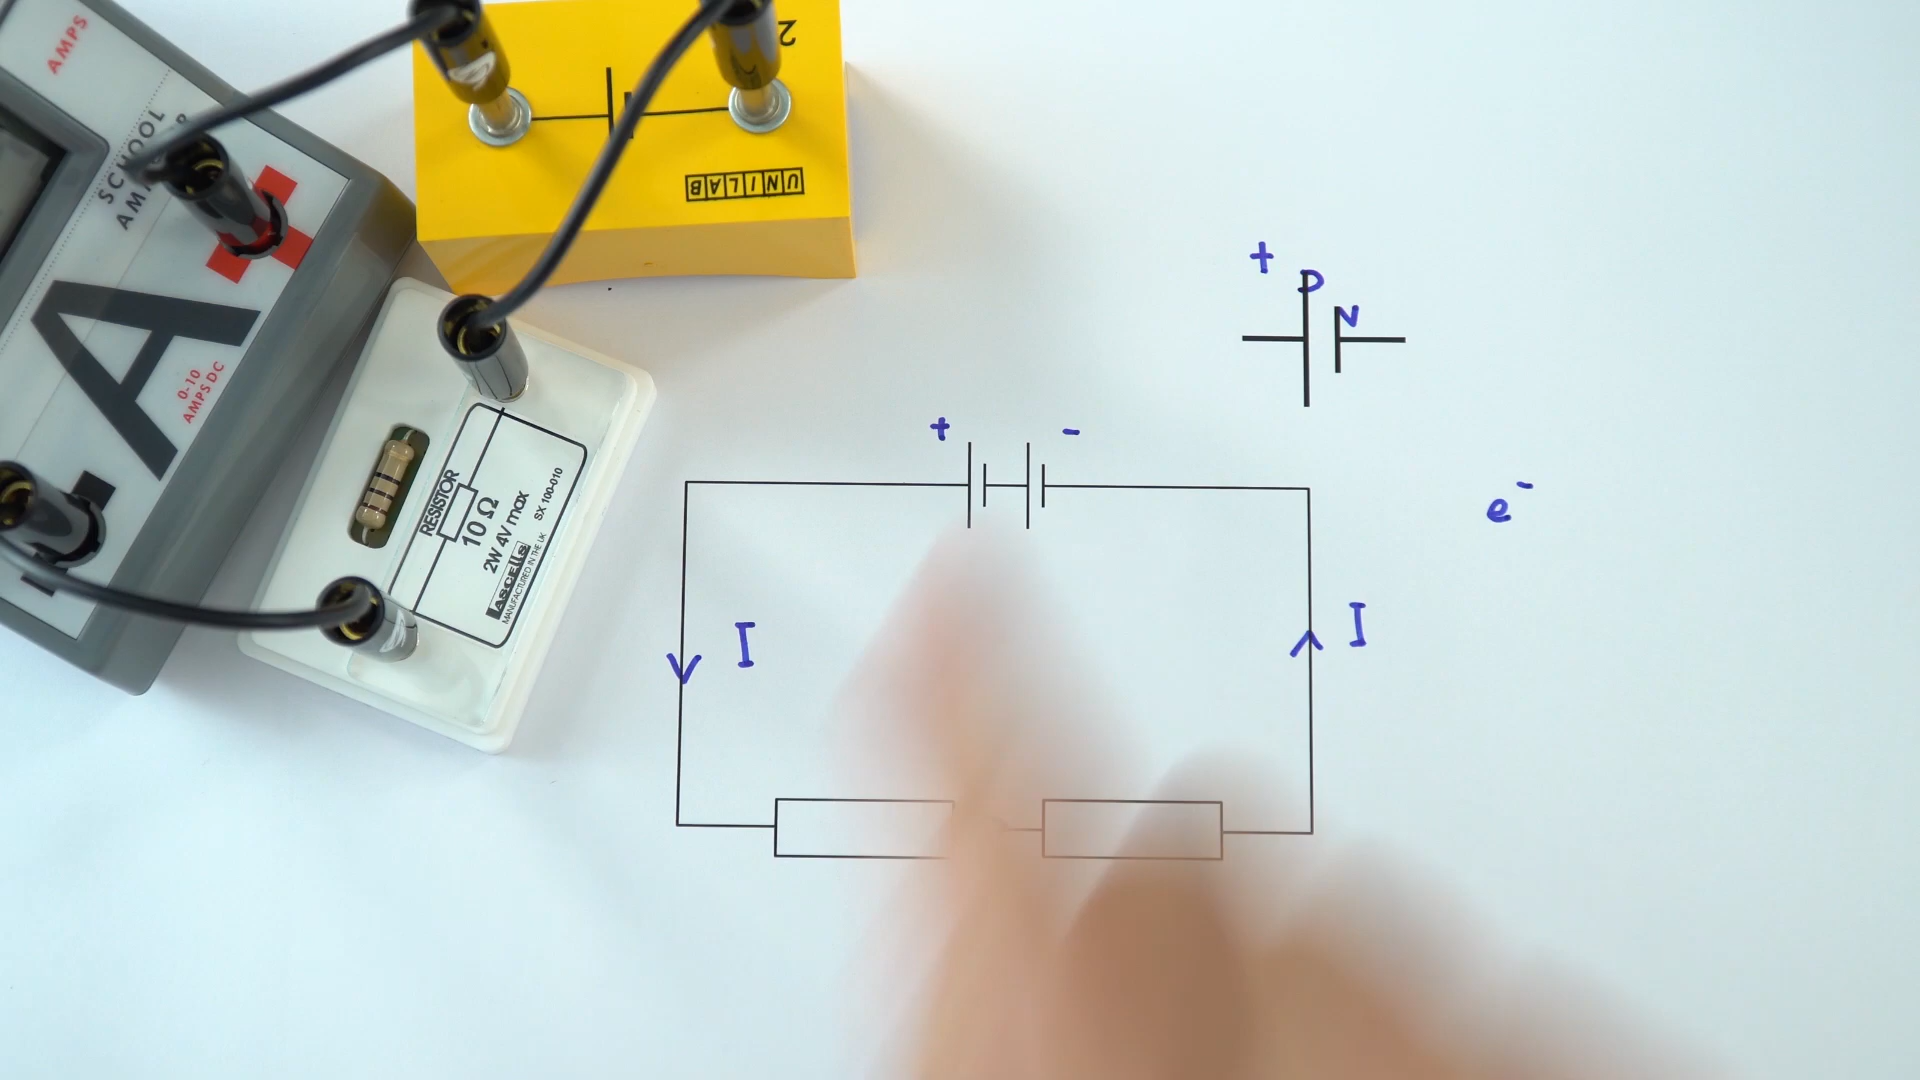 AMPS
SCHOOL
A
0-10
AMPS DC
2
UNILAB
RESISTOR
10 Ω
2W 4V max
SX 100-010
LASCELLS
MANUFACTURED IN THE UK
+
P
N
+ -
e⁻
I
I